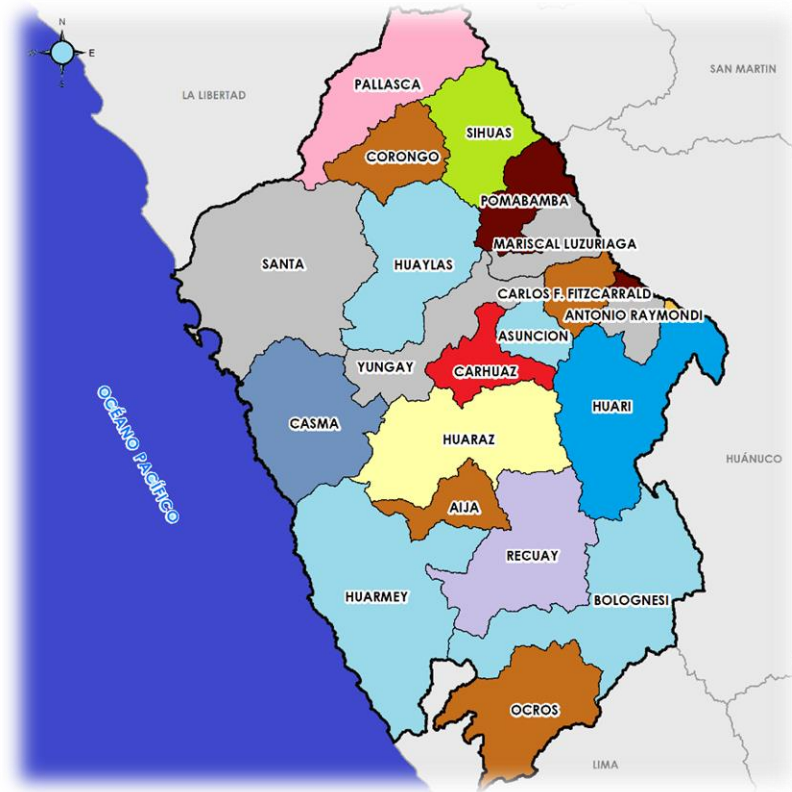 N
E
S
SAN MARTIN
LA LIBERTAD
PALLASCA
SIHUAS
CORONGO
POMABAMBA
MARISCAL LUZURIAGA
SANTA
HUAYLAS
CARLOS F. FITZCARRALD
ANTONIO RAYMONDI
ASUNCION
YUNGAY
CARHUAZ
HUARI
OCÉANO PACÍFICO
CASMA
HUARAZ
HUÁNUCO
AIJA
RECUAY
HUARMEY
BOLOGNESI
OCROS
LIMA